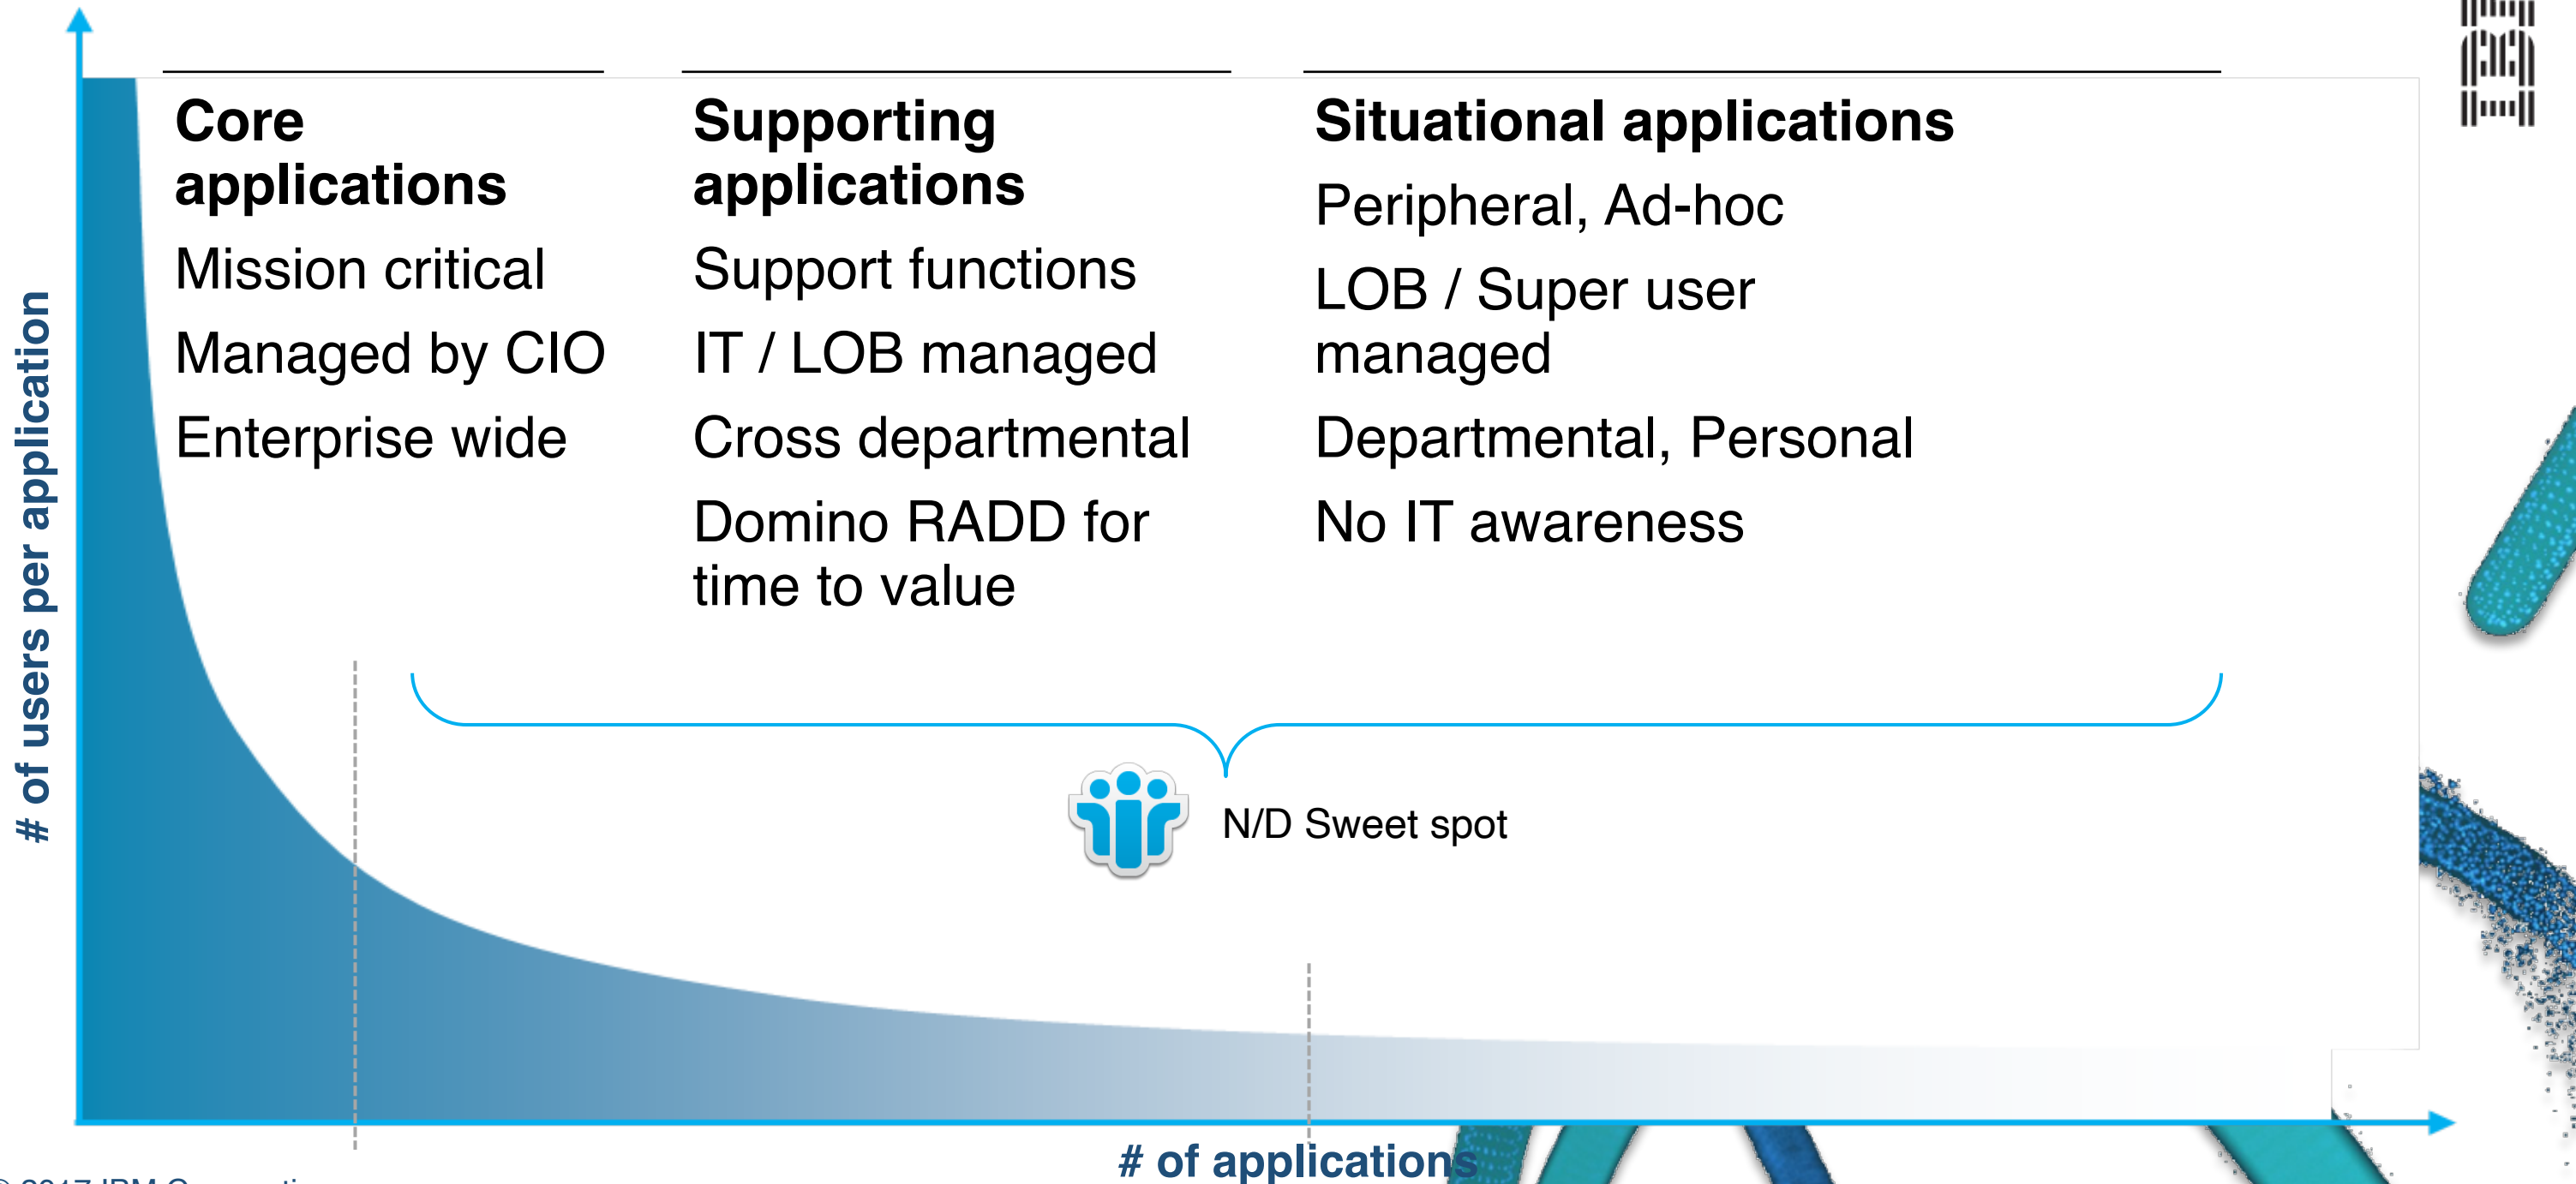 Core
applications
Mission critical
Managed by CIO
Enterprise wide
Supporting
applications
Support functions
IT / LOB managed
Cross departmental
Domino RADD for
time to value
Situational applications
Peripheral, Ad-hoc
LOB / Super user
managed
Departmental, Personal
No IT awareness
# of users per application
N/D Sweet spot
# of applications
2017 IBM